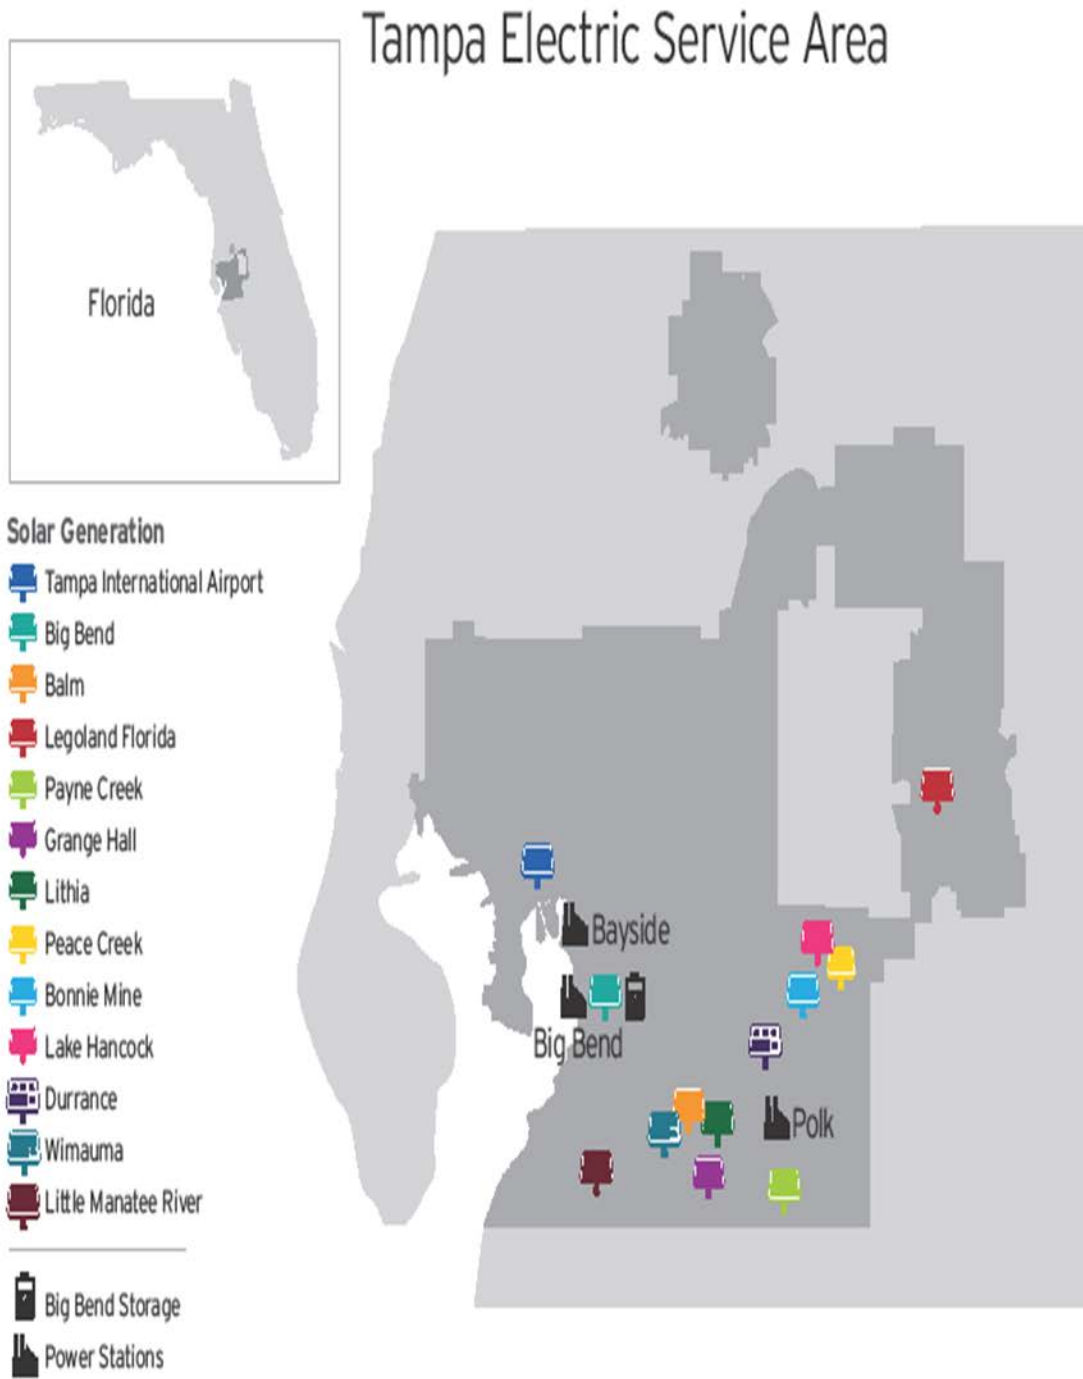 Tampa Electric Service Area
Florida
Solar Generation
Tampa International Airport
Big Bend
Balm
Legoland Florida
Payne Creek
Grange Hall
Lithia
Peace Creek
Bonnie Mine
Lake Hancock
Durrance
Wimauma
Little Manatee River
Big Bend Storage
Power Stations
Bayside
Big Bend
Polk